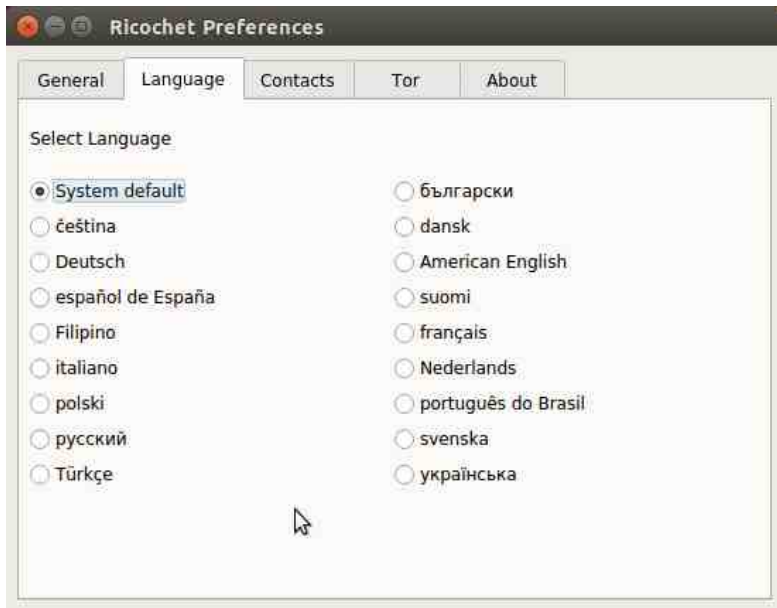 Ricochet Preferences
General Language Contacts Tor About
Select Language
System default български
čeština dansk
Deutsch American English
español de España suomi
Filipino français
italiano Nederlands
polski português do Brasil
русский svenska
Türkçe українська